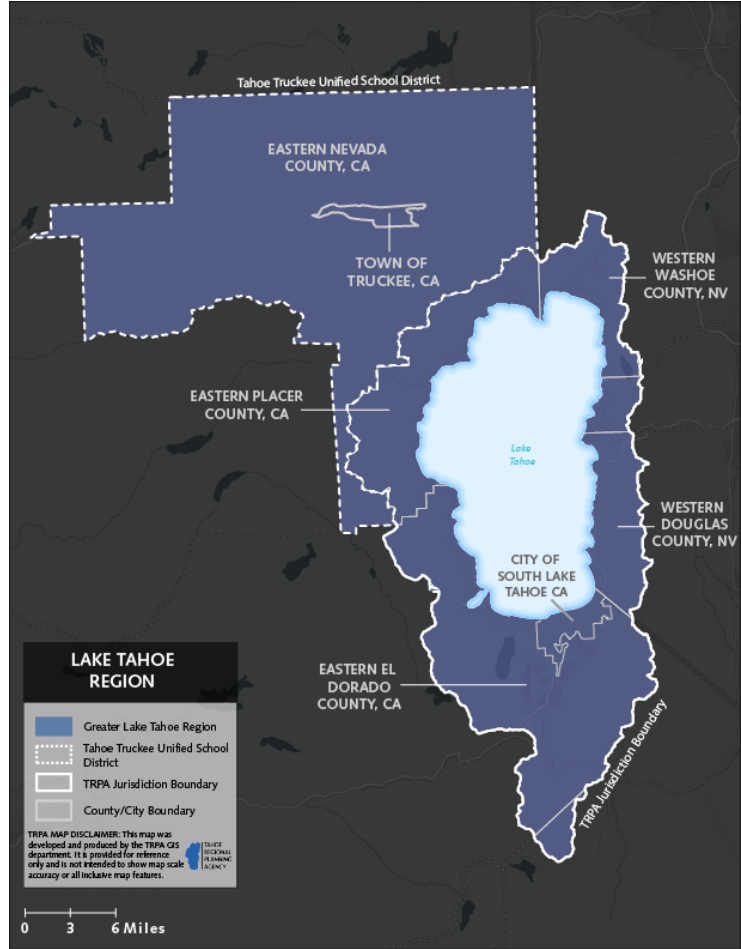 Tahoe Truckee Unified School District
EASTERN NEVADA
COUNTY, CA
TOWN OF
TRUCKEE, CA
WESTERN
WASHOE
COUNTY, NV
EASTERN PLACER
COUNTY, CA
Lake
Tahoe
WESTERN
DOUGLAS
COUNTY, NV
CITY OF
SOUTH LAKE
TAHOE CA
EASTERN EL
DORADO
COUNTY, CA
TRPA Jurisdiction Boundary
LAKE TAHOE
REGION
Greater Lake Tahoe Region
Tahoe Truckee Unified School
District
TRPA Jurisdiction Boundary
County/City Boundary
TRPA MAP DISCLAIMER: This map was
developed and produced by the TRPA GIS
department. It is provided for reference
only and is not intended to show map scale
accuracy or all inclusive map features.
TAHOE
REGIONAL
PLANNING
AGENCY
0 3 6 Miles